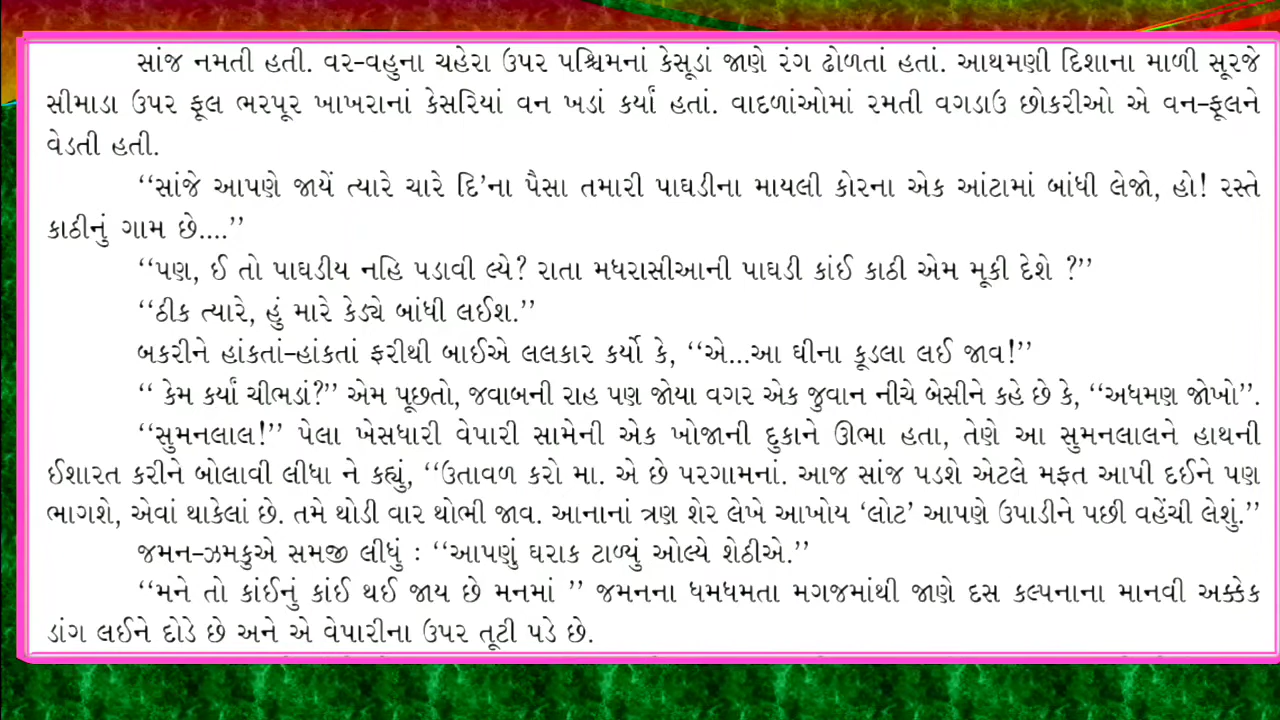 સાંજ નમતી હતી. વર-વહુના ચહેરા ઉપર પશ્ચિમનાં કેસૂડાં જાણે રંગ ઢોળતાં હતાં. આથમણી દિશાના માળી સૂરજે
સીમાડા ઉપર ફૂલ ભરપૂર ખાખરાનાં કેસરિયાં વન ખડાં કર્યાં હતાં. વાદળાંઓમાં રમતી વગડાઉ છોકરીઓ એ વન-ફૂલને
વેડતી હતી.
‘‘સાંજે આપણે જાયેં ત્યારે ચારે દિ’ના પૈસા તમારી પાઘડીના માયલી કોરના એક આંટામાં બાંધી લેજો, હો! રસ્તે
કાઠીનું ગામ છે....’’
‘‘પણ, ઈ તો પાઘડીય નહિ પડાવી લ્યે? રાતા મધરાસીઆની પાઘડી કાંઈ કાઠી એમ મૂકી દેશે ?’’
‘‘ઠીક ત્યારે, હું મારે કેડ્યે બાંધી લઈશ.’’
બકરીને હાંકતાં-હાંકતાં ફરીથી બાઈએ લલકાર કર્યો કે, ‘‘એ...આ ઘીના કૂડલા લઈ જાવ!’’
‘‘ કેમ કર્યાં ચીભડાં?’’ એમ પૂછતો, જવાબની રાહ પણ જોયા વગર એક જુવાન નીચે બેસીને કહે છે કે, ‘‘અધમણ જોખો’’.
‘‘સુમનલાલ!’’ પેલા ખેસધારી વેપારી સામેની એક ખોજાની દુકાને ઊભા હતા, તેણે આ સુમનલાલને હાથની
ઈશારત કરીને બોલાવી લીધા ને કહ્યું, ‘‘ઉતાવળ કરો મા. એ છે પરગામનાં. આજ સાંજ પડશે એટલે મફત આપી દઈને પણ
ભાગશે, એવાં થાકેલાં છે. તમે થોડી વાર થોભી જાવ. આનાનાં ત્રણ શેર લેખે આખોય ‘લોટ’ આપણે ઉપાડીને પછી વહેંચી લેશું.’’
જમન-ઝમકુએ સમજી લીધું : ‘‘આપણું ઘરાક ટાળ્યું ઓલ્યે શેઠીએ.’’
‘‘મને તો કાંઈનું કાંઈ થઈ જાય છે મનમાં ’’ જમનના ધમધમતા મગજમાંથી જાણે દસ કલ્પનાના માનવી અક્કેક
ડાંગ લઈને દોડે છે અને એ વેપારીના ઉપર તૂટી પડે છે.